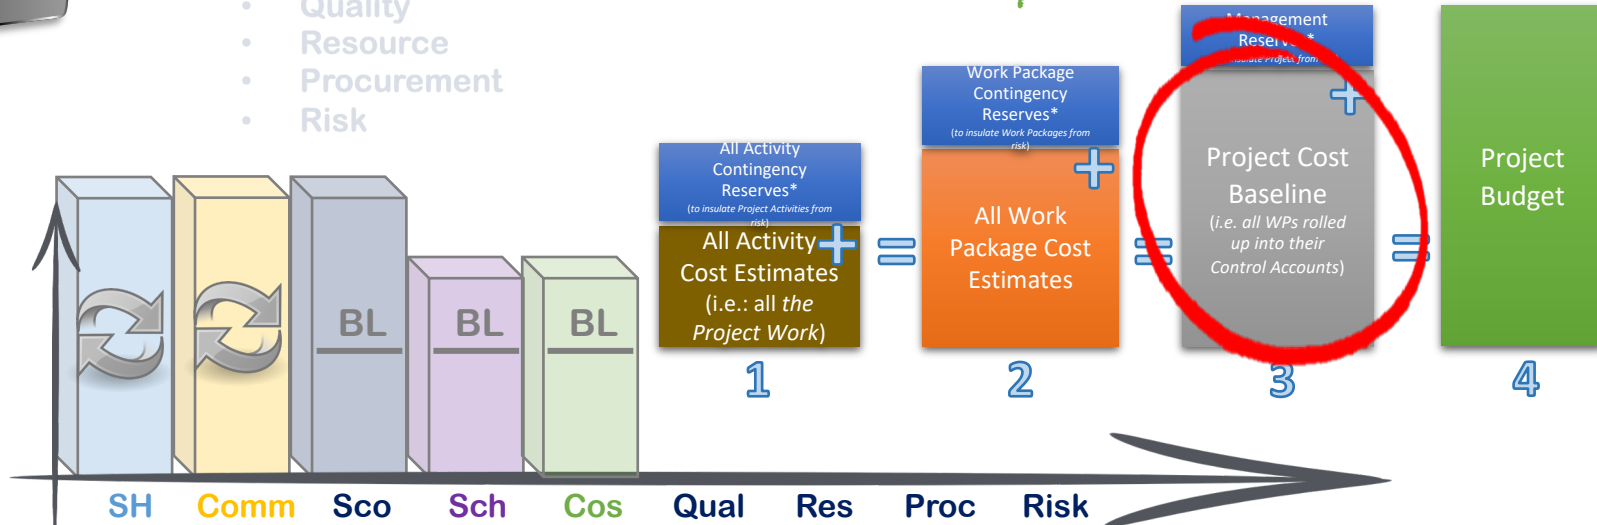 • Quality
• Resource
• Procurement
• Risk
Management
Reserves*
(to insulate Work Packages from
risk)
Work Package
Contingency
Reserves*
All Activity
Contingency
Reserves*
(to insulate Project Activities from
risk)
All Activity
Cost Estimates
(i.e.: all the
Project Work)
+
=
All Work
Package Cost
Estimates
+
=
Project Cost
Baseline
(i.e. all WPs rolled
up into their
Control Accounts)
+
=
Project
Budget
1
2
3
4
BL
BL
BL
SH
Comm
Sco
Sch
Cos
Qual
Res
Proc
Risk